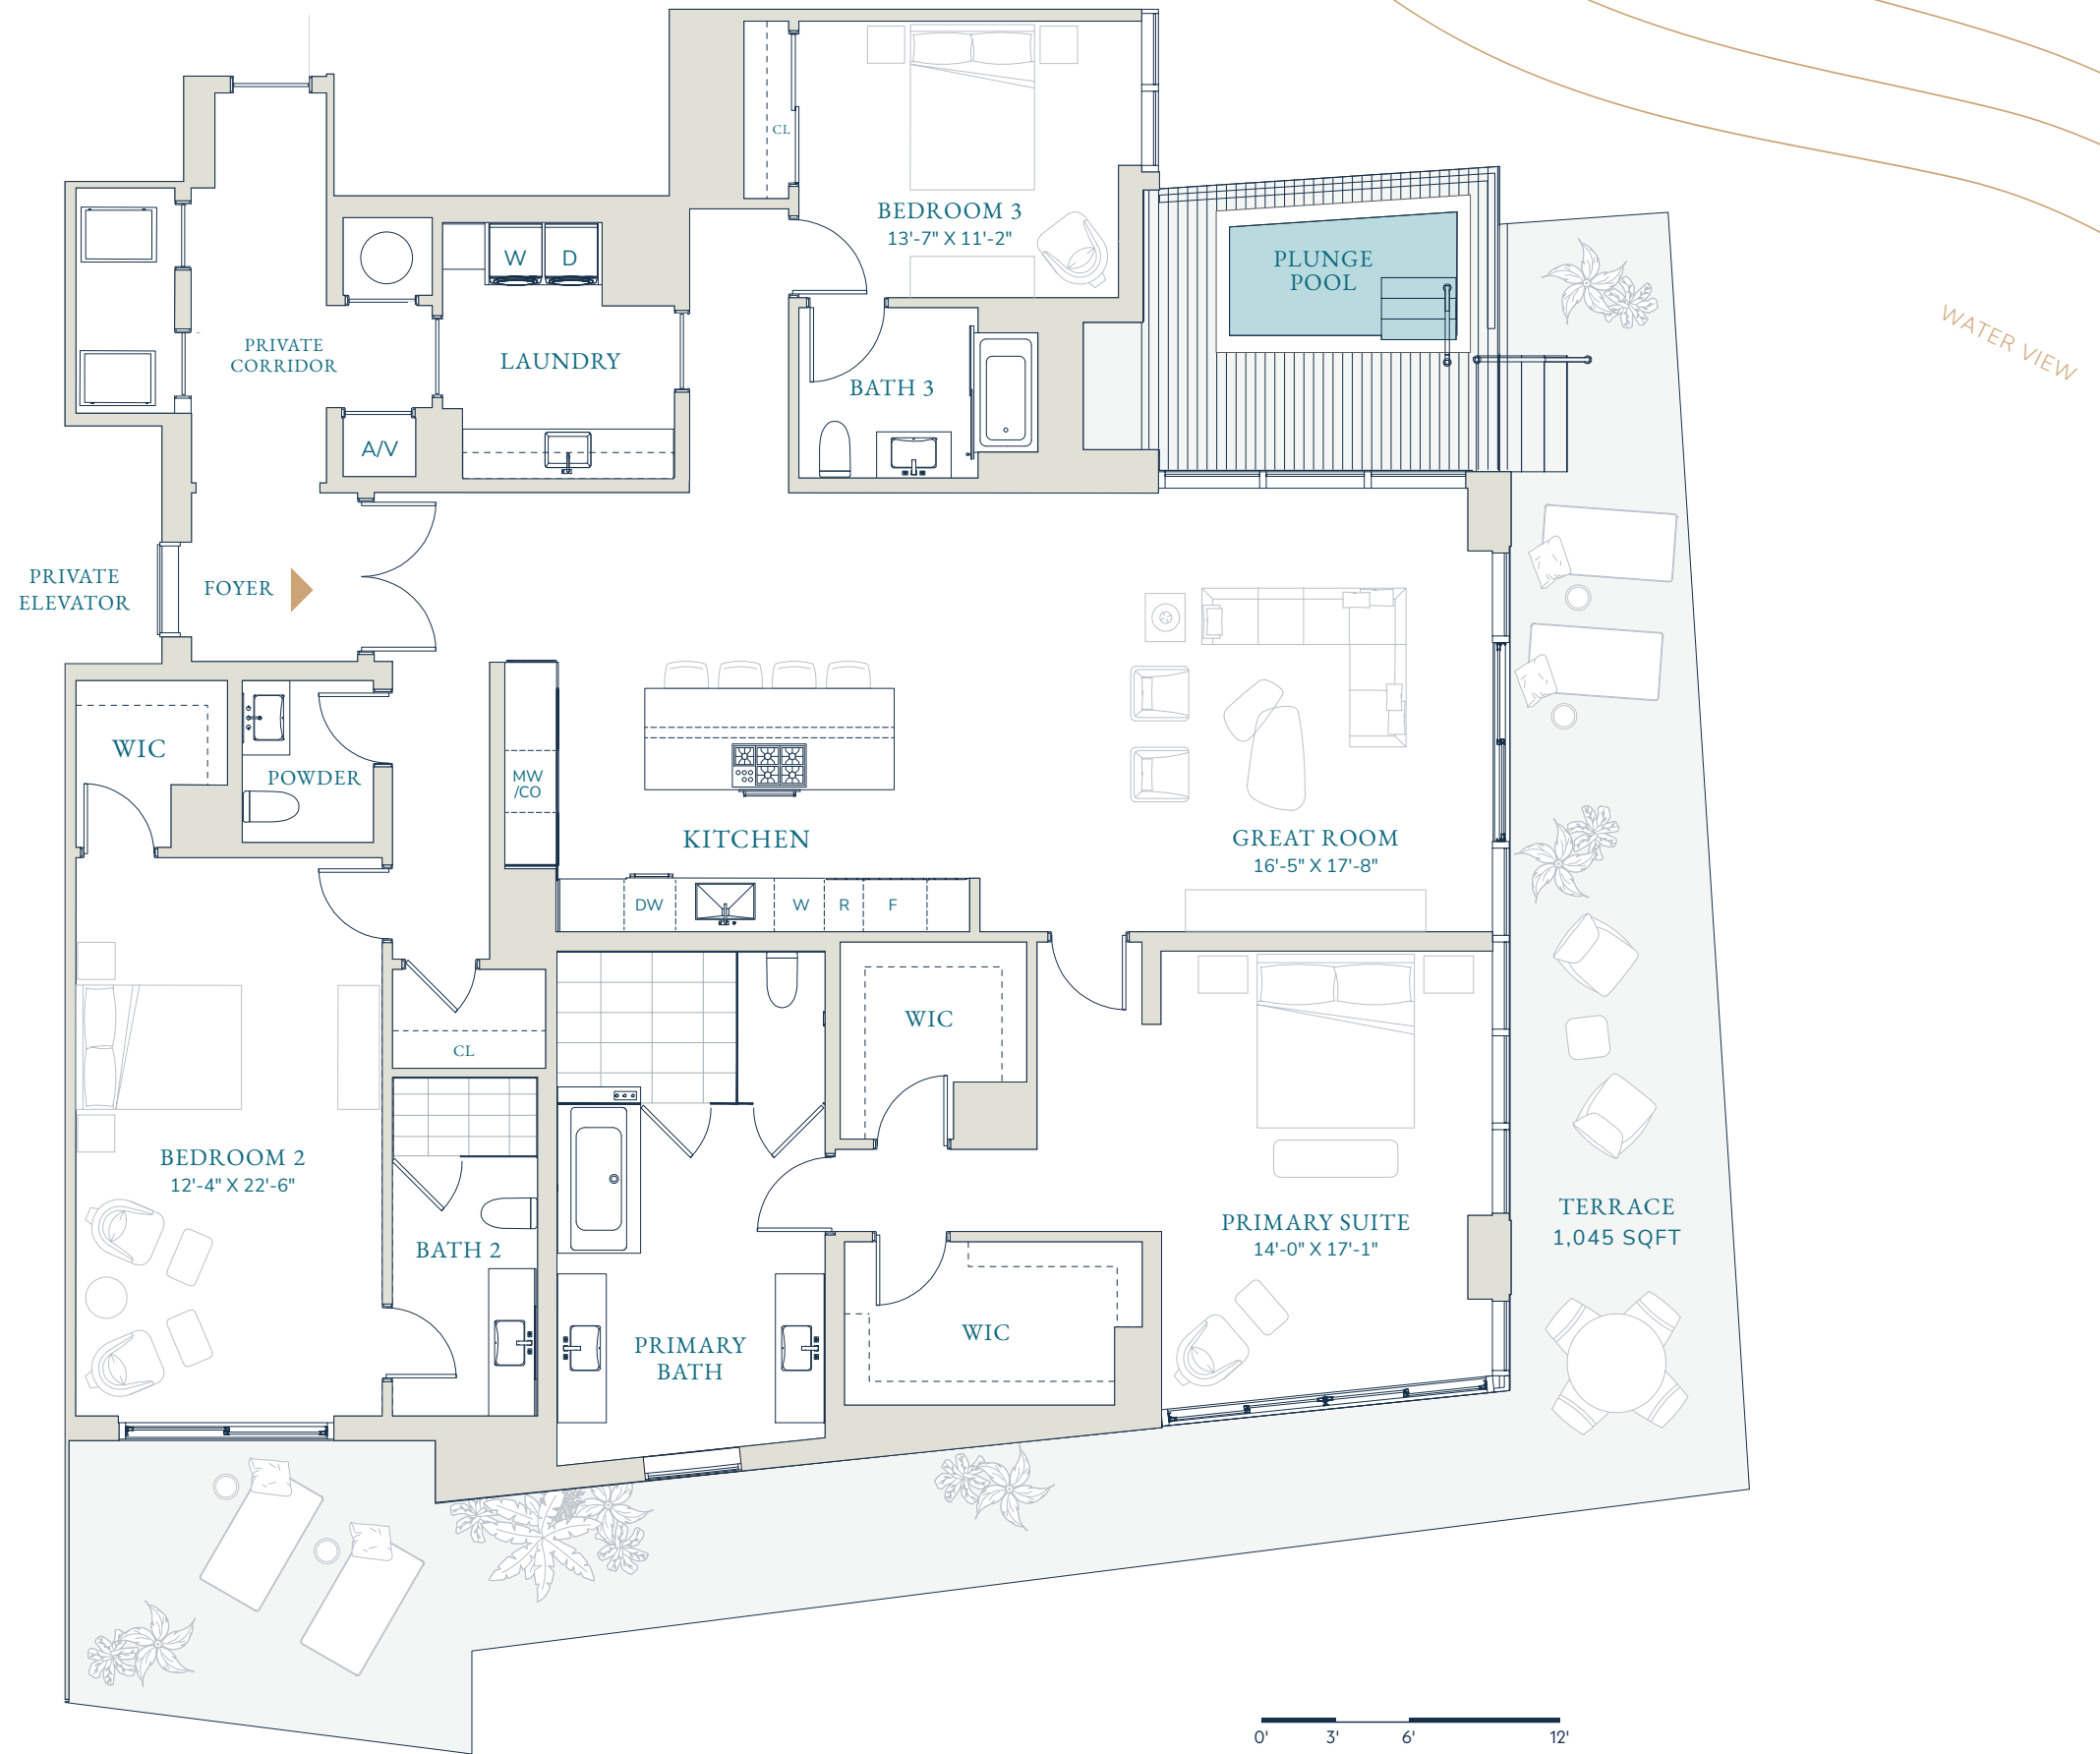 CL
BEDROOM 3
13'-7" X 11'-2"
PLUNGE
POOL
W
D
WATER VIEW
PRIVATE
CORRIDOR
LAUNDRY
BATH 3
A/V
PRIVATE
ELEVATOR
FOYER
WIC
POWDER
MW
/CO
KITCHEN
GREAT ROOM
16'-5" X 17'-8"
DW
W
R
F
WIC
CL
BEDROOM 2
12'-4" X 22'-6"
BATH 2
PRIMARY SUITE
14'-0" X 17'-1"
TERRACE
1,045 SQFT
PRIMARY
BATH
WIC
0'
3'
6'
12'